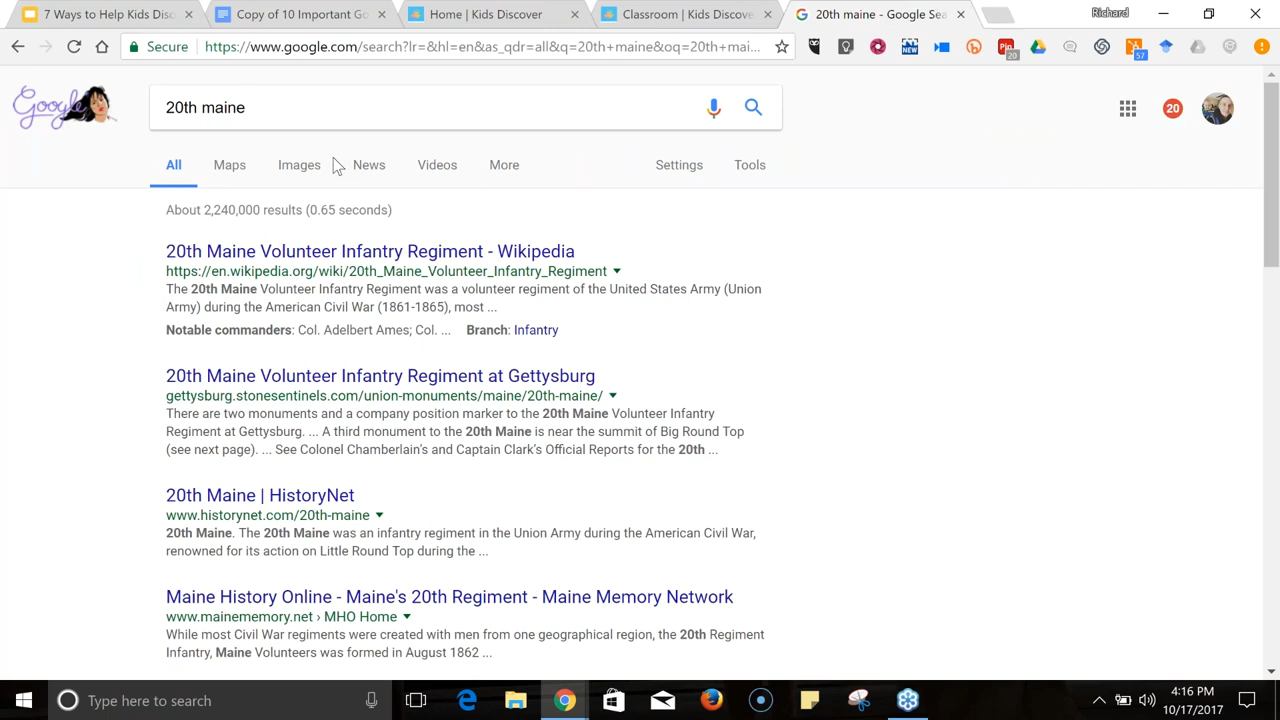 7 Ways to Help Kids Disc
Copy of 10 Important Go
Home | Kids Discover
Classroom | Kids Discove
20th maine - Google Sea
Richard
Secure
https://www.google.com/search?lr=&hl=en&as_qdr=all&q=20th+maine&oq=20th+mai...
NEW
20
57
Google
20th maine
20
All
Maps
Images
News
Videos
More
Settings
Tools
About 2,240,000 results (0.65 seconds)
20th Maine Volunteer Infantry Regiment - Wikipedia
https://en.wikipedia.org/wiki/20th_Maine_Volunteer_Infantry_Regiment
The 20th Maine Volunteer Infantry Regiment was a volunteer regiment of the United States Army (Union
Army) during the American Civil War (1861-1865), most ...
Notable commanders: Col. Adelbert Ames; Col. ... Branch: Infantry
20th Maine Volunteer Infantry Regiment at Gettysburg
gettysburg.stonesentinels.com/union-monuments/maine/20th-maine/
There are two monuments and a company position marker to the 20th Maine Volunteer Infantry
Regiment at Gettysburg. ... A third monument to the 20th Maine is near the summit of Big Round Top
(see next page). ... See Colonel Chamberlain's and Captain Clark's Official Reports for the 20th ...
20th Maine | HistoryNet
www.historynet.com/20th-maine
20th Maine. The 20th Maine was an infantry regiment in the Union Army during the American Civil War,
renowned for its action on Little Round Top during the ...
Maine History Online - Maine's 20th Regiment - Maine Memory Network
www.mainememory.net › MHO Home
While most Civil War regiments were created with men from one geographical region, the 20th Regiment
Infantry, Maine Volunteers was formed in August 1862 ...
Type here to search
4:16 PM
10/17/2017